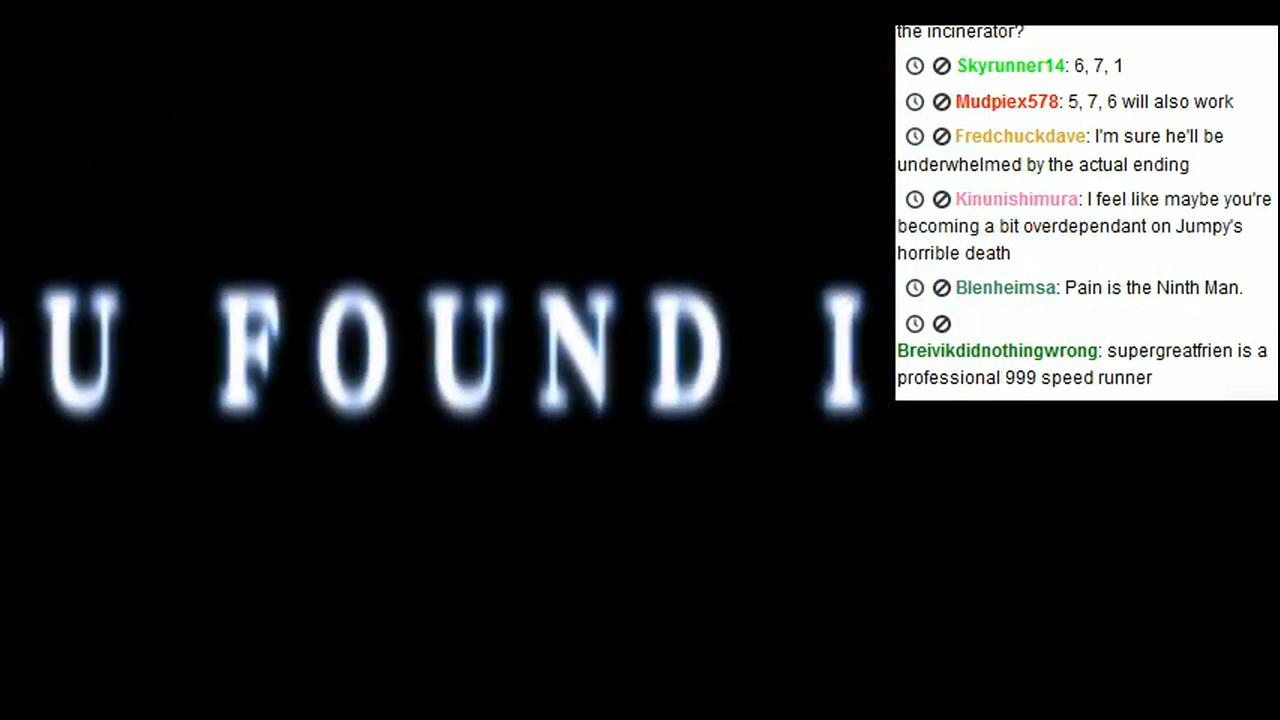 the incinerator?
Skyrunner14: 6, 7, 1
Mudpiex578: 5, 7, 6 will also work
Fredchuckdave: I'm sure he'll be
underwhelmed by the actual ending
Kinunishimura: I feel like maybe you're
becoming a bit overdependant on Jumpy's
horrible death
Blenheimsa: Pain is the Ninth Man.
Breivikdidnothingwrong: supergreatfrien is a
professional 999 speed runner
OU FOUND I